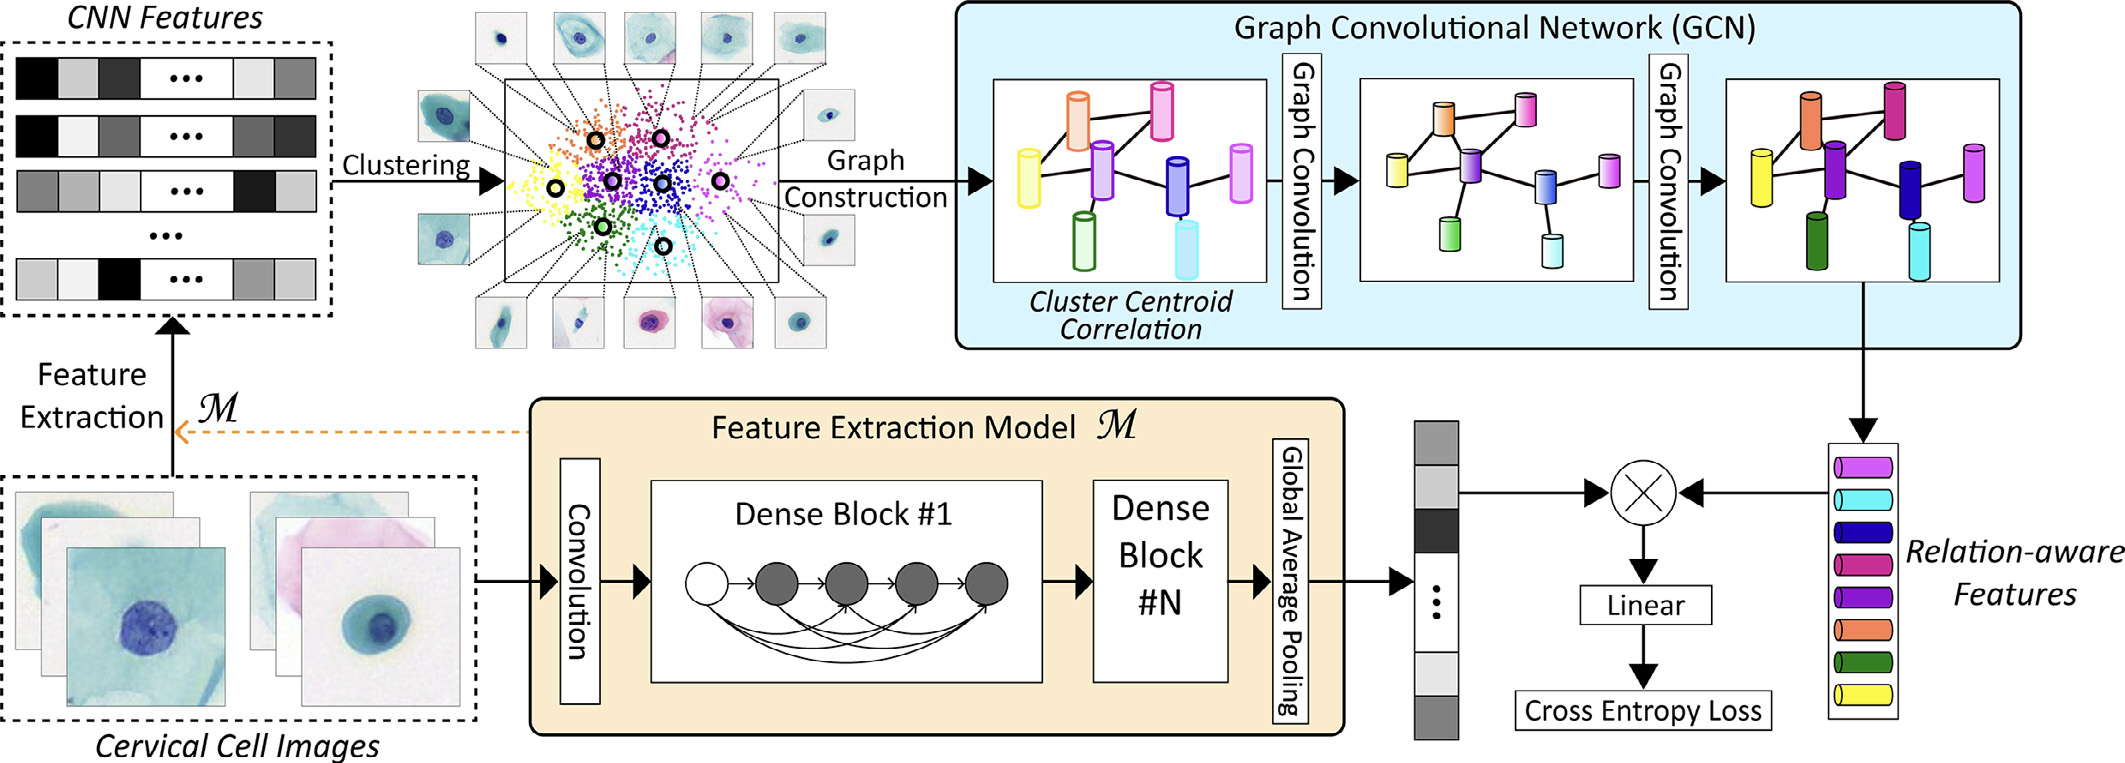 CNN Features
Clustering
Graph
Construction
Graph Convolutional Network (GCN)
Graph Convolution
Graph Convolution
Cluster Centroid
Correlation
Feature
Extraction
ℳ
Feature Extraction Model ℳ
Convolution
Dense Block #1
Dense
Block
#N
Global Average Pooling
Linear
Cross Entropy Loss
Relation-aware
Features
Cervical Cell Images